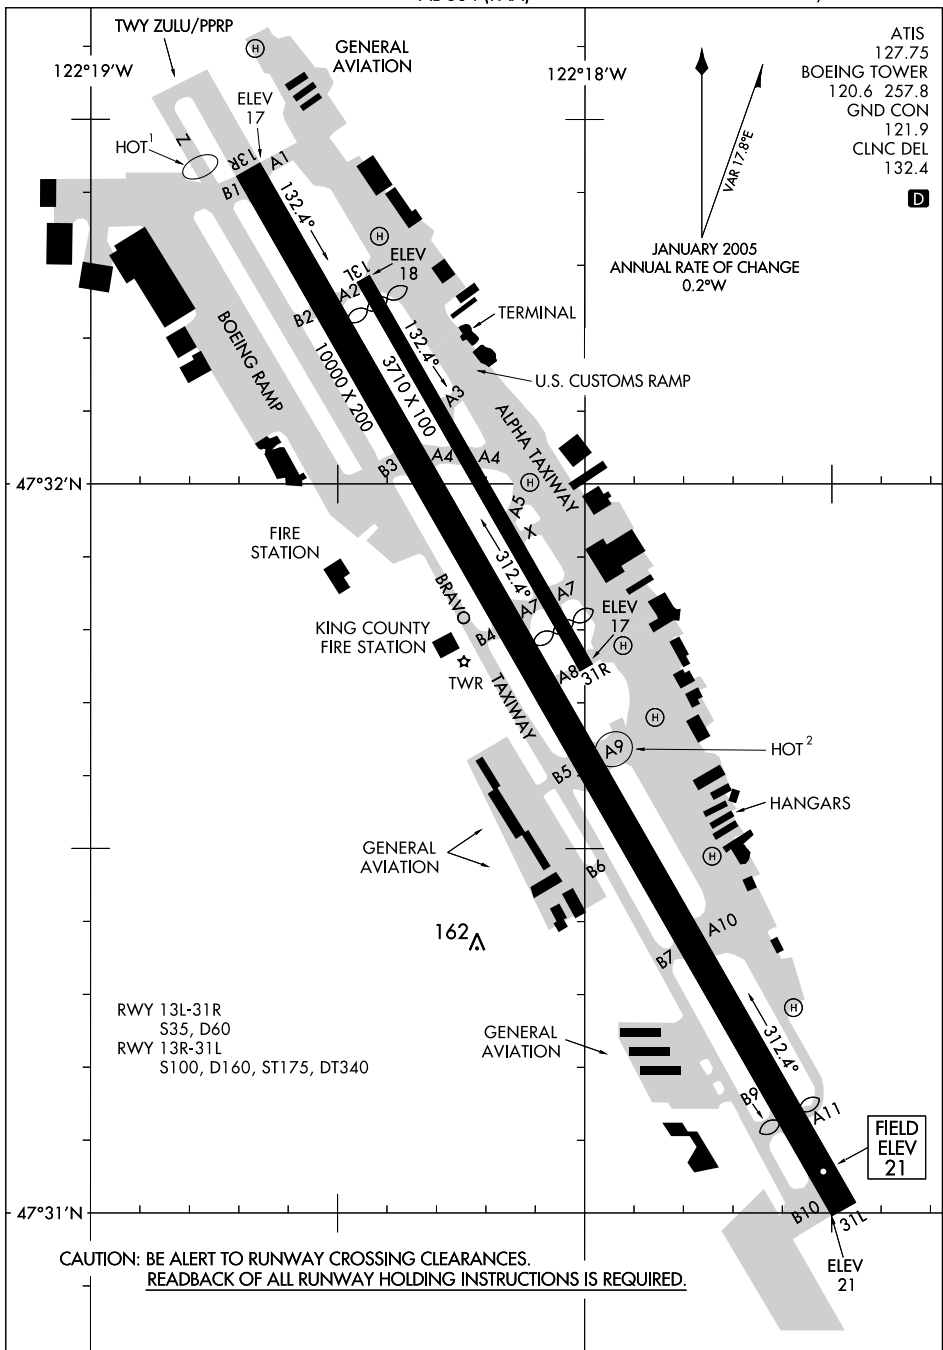 TWY ZULU/PPRP
GENERAL
AVIATION
122°19'W
122°18'W
ATIS
127.75
BOEING TOWER
120.6 257.8
GND CON
121.9
CLNC DEL
132.4
D
H
ELEV
17
HOT 1
Z
13R
A1
B1
132.4°
VAR 17.8°E
JANUARY 2005
ANNUAL RATE OF CHANGE
0.2°W
H
13L
ELEV
18
A2
B2
BOEING RAMP
10000 X 200
3710 X 100
132.4°
TERMINAL
U.S. CUSTOMS RAMP
A3
ALPHA TAXIWAY
B3
A4
A4
47°32'N
H
A5
X
FIRE
STATION
312.4°
BRAVO
TAXIWAY
A7
A7
B4
KING COUNTY
FIRE STATION
TWR
ELEV
17
H
A8
31R
H
A9
HOT 2
B5
HANGARS
GENERAL
AVIATION
H
B6
162
A10
B7
RWY 13L-31R
S35, D60
RWY 13R-31L
S100, D160, ST175, DT340
GENERAL
AVIATION
H
312.4°
B9
A11
FIELD
ELEV
21
47°31'N
B10
31L
ELEV
21
CAUTION: BE ALERT TO RUNWAY CROSSING CLEARANCES.
READBACK OF ALL RUNWAY HOLDING INSTRUCTIONS IS REQUIRED.